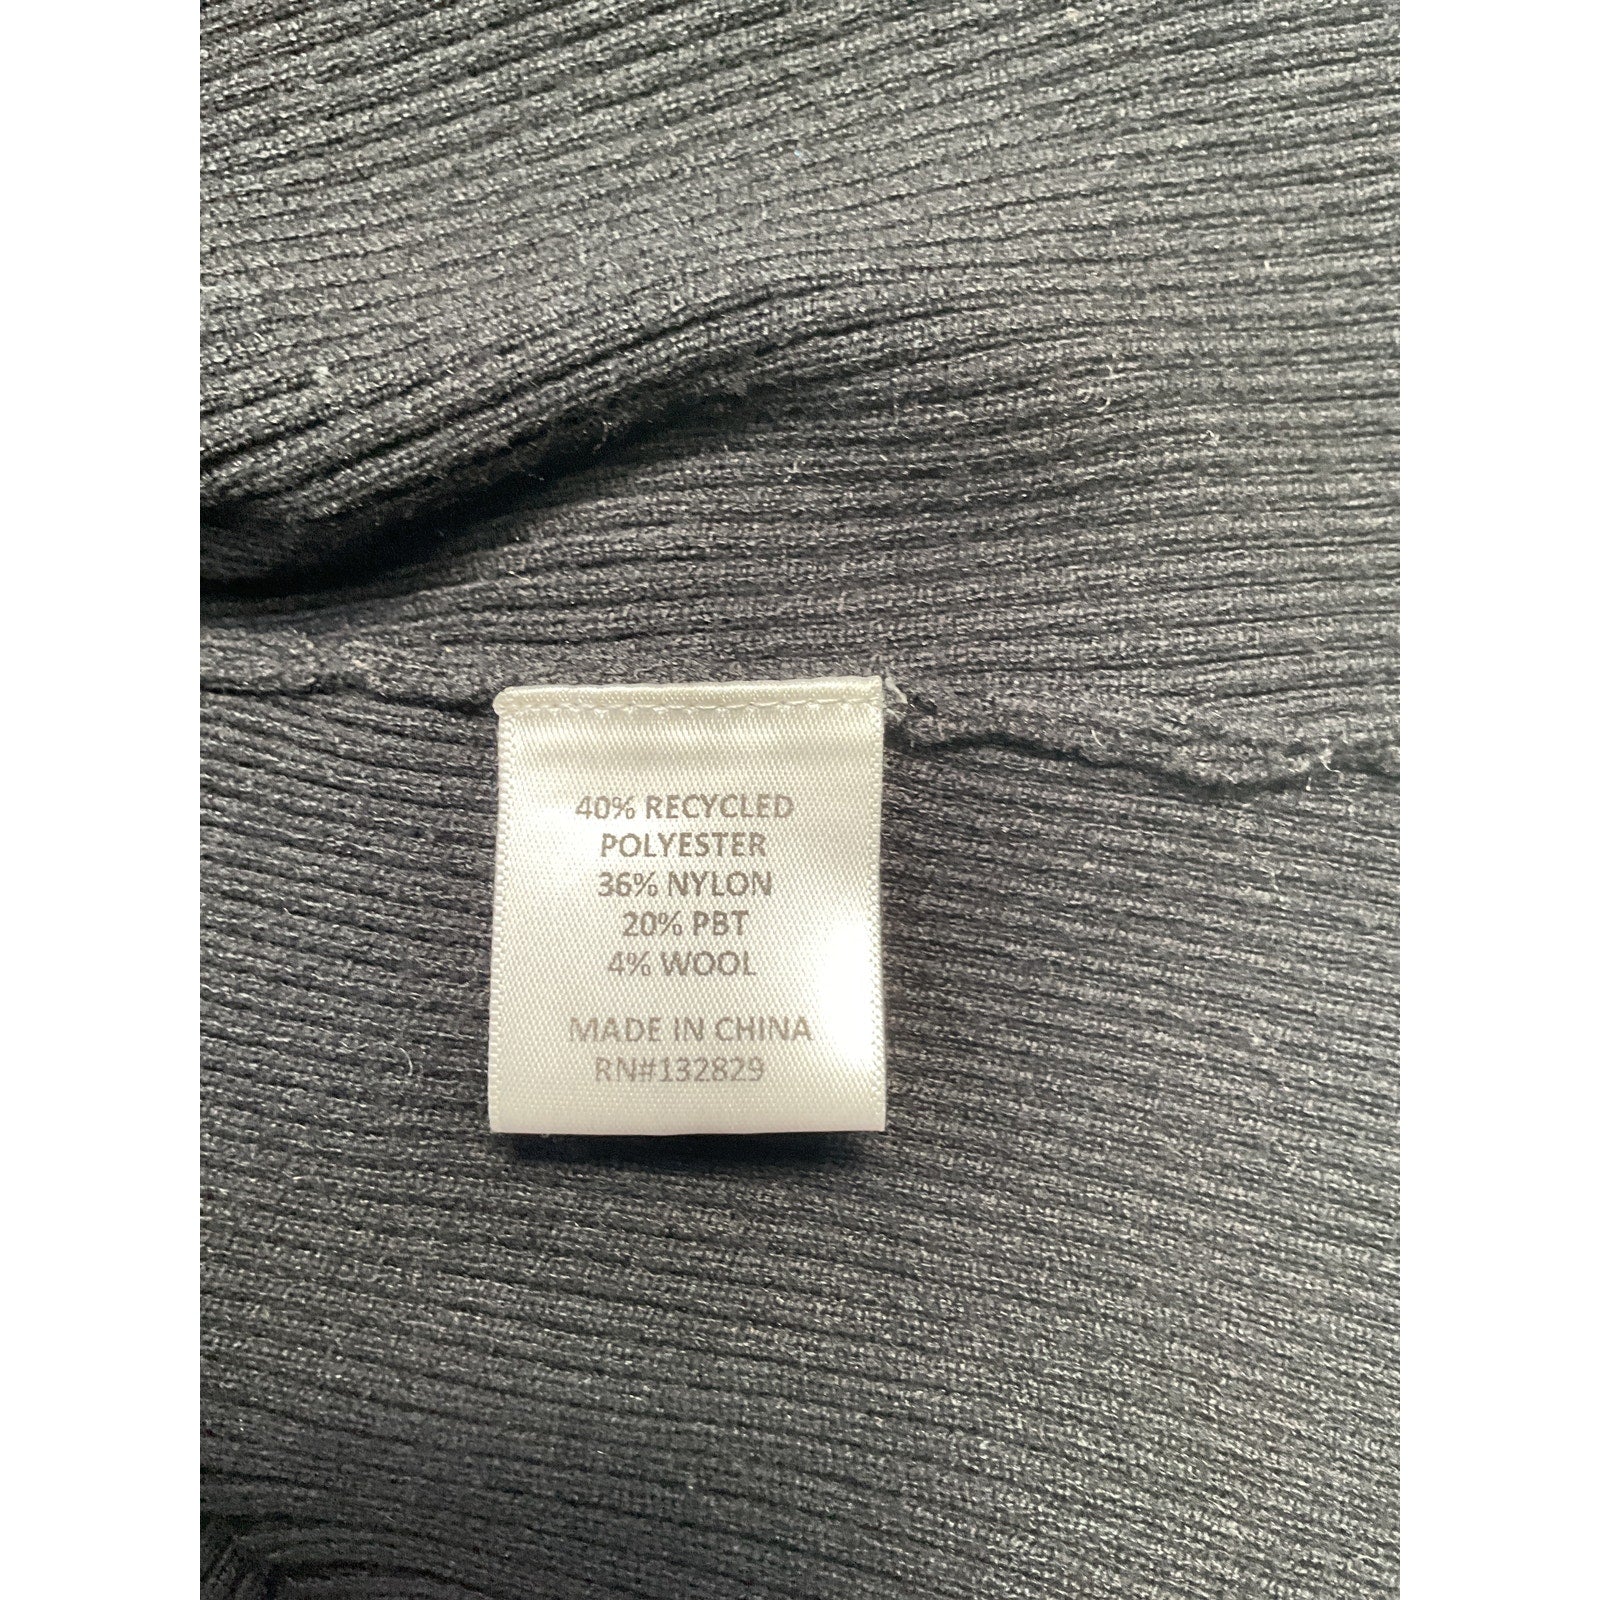 40% RECYCLED
POLYESTER
36% NYLON
20% PBT
4% WOOL
MADE IN CHINA
RN#132829